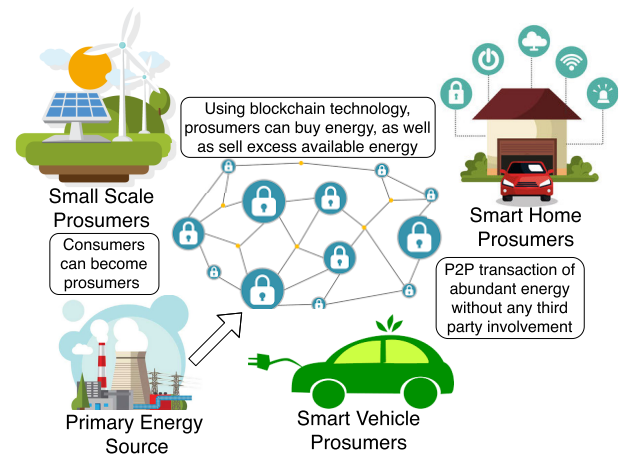 Using blockchain technology,
prosumers can buy energy, as well
as sell excess available energy
Small Scale
Prosumers
Smart Home
Prosumers
Consumers
can become
prosumers
P2P transaction of
abundant energy
without any third
party involvement
Primary Energy
Source
Smart Vehicle
Prosumers